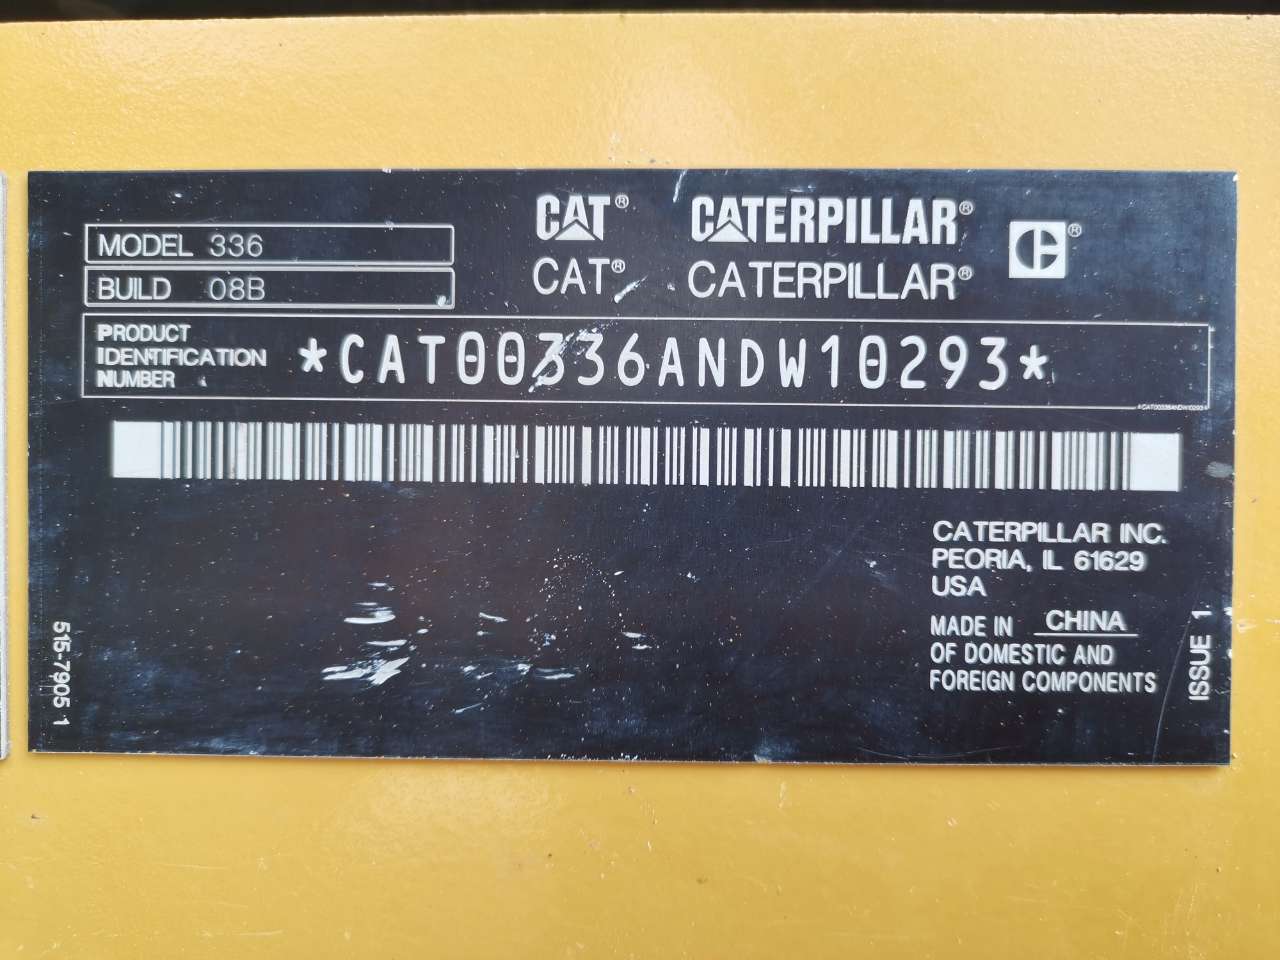 CAT® CATERPILLAR® ®
CAT® CATERPILLAR®
MODEL 336
BUILD 08B
PRODUCT
IDENTIFICATION
NUMBER
*CAT00336ANDW10293*
*CAT00336ANDW10293*
CATERPILLAR INC.
PEORIA, IL 61629
USA
MADE IN CHINA
OF DOMESTIC AND
FOREIGN COMPONENTS
515-7905 1
ISSUE 1